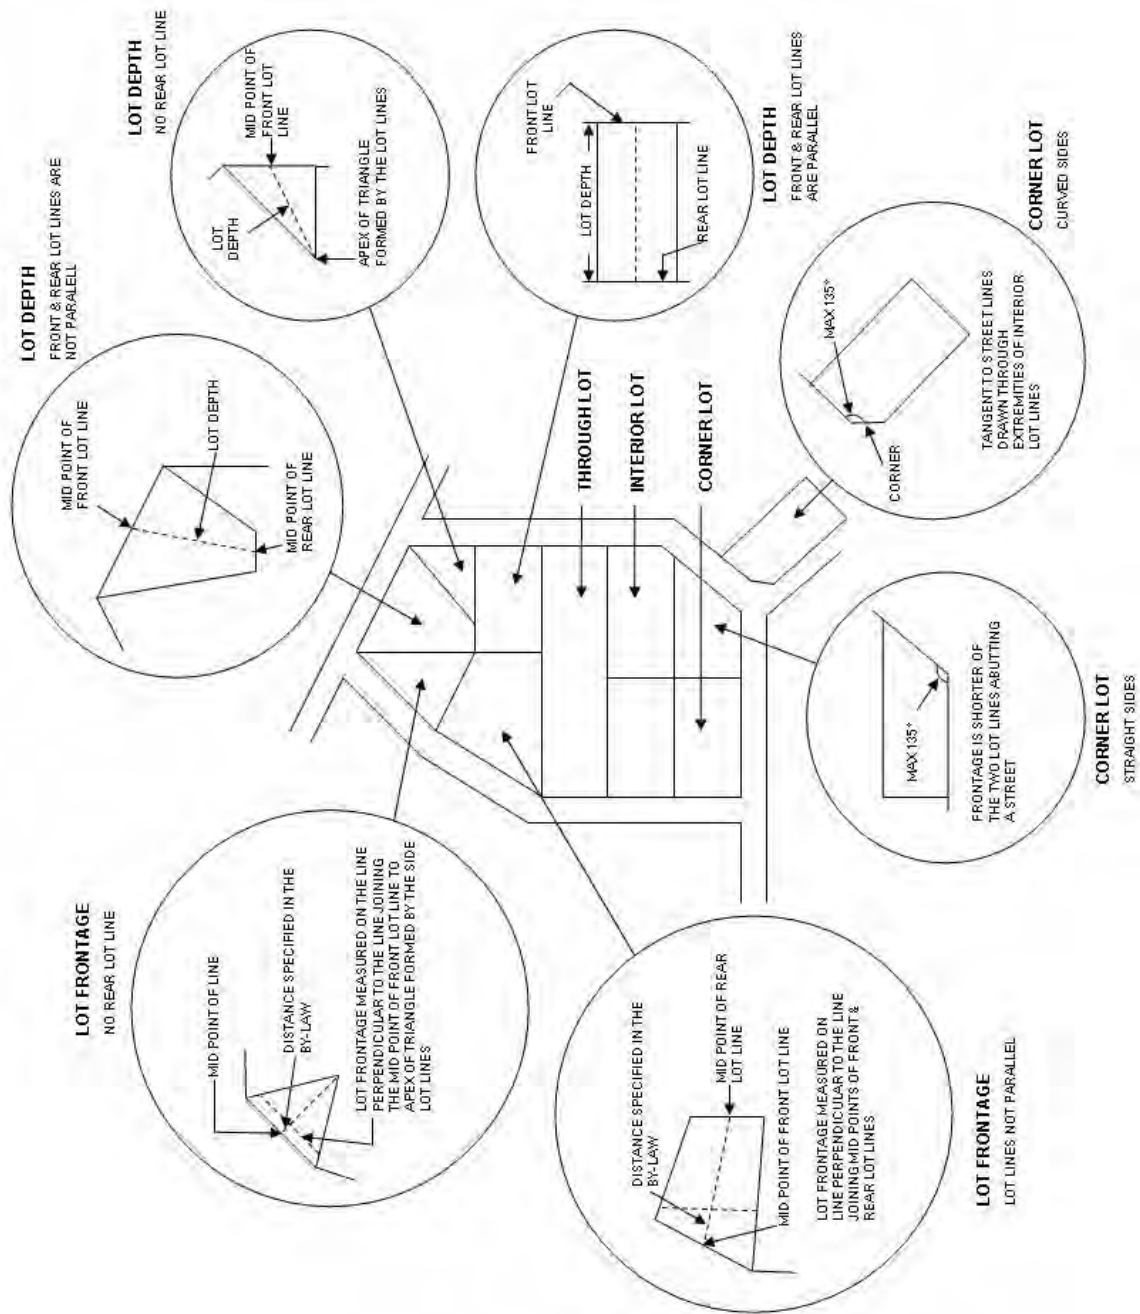 LOT DEPTH
FRONT & REAR LOT LINES ARE
NOT PARALELL
MID POINT OF
FRONT LOT LINE
LOT DEPTH
MID POINT OF
REAR LOT LINE
LOT DEPTH
NO REAR LOT LINE
MID POINT OF
FRONT LOT
LINE
LOT
DEPTH
APEX OF TRIANGLE
FORMED BY THE LOT LINES
FRONT LOT
LINE
LOT DEPTH
REAR LOT LINE
LOT DEPTH
FRONT & REAR LOT LINES
ARE PARALLEL
LOT FRONTAGE
NO REAR LOT LINE
MID POINT OF LINE
DISTANCE SPECIFIED IN THE
BY-LAW
LOT FRONTAGE MEASURED ON THE LINE
PERPENDICULAR TO THE LINE JOINING
THE MID POINT OF FRONT LOT LINE TO
APEX OF TRIANGLE FORMED BY THE SIDE
LOT LINES
THROUGH LOT
INTERIOR LOT
CORNER LOT
DISTANCE SPECIFIED IN THE
BY-LAW
MID POINT OF REAR
LOT LINE
MID POINT OF FRONT LOT LINE
LOT FRONTAGE MEASURED ON
LINE PERPENDICULAR TO THE LINE
JOINING MID POINTS OF FRONT &
REAR LOT LINES
LOT FRONTAGE
LOT LINES NOT PARALLEL
MAX 135°
FRONTAGE IS SHORTER OF
THE TWO LOT LINES ABUTTING
A STREET
CORNER LOT
STRAIGHT SIDES
MAX 135°
CORNER
TANGENT TO STREET LINES
DRAWN THROUGH
EXTREMITIES OF INTERIOR
LOT LINES
CORNER LOT
CURVED SIDES